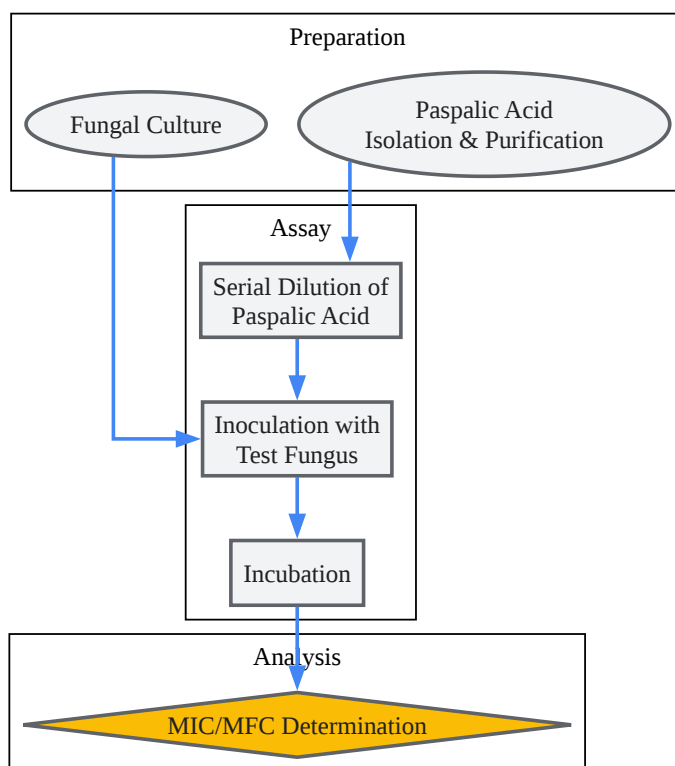 Preparation
Fungal Culture
Paspalic Acid
Isolation & Purification
Assay
Serial Dilution of
Paspalic Acid
Inoculation with
Test Fungus
Incubation
Analysis
MIC/MFC Determination